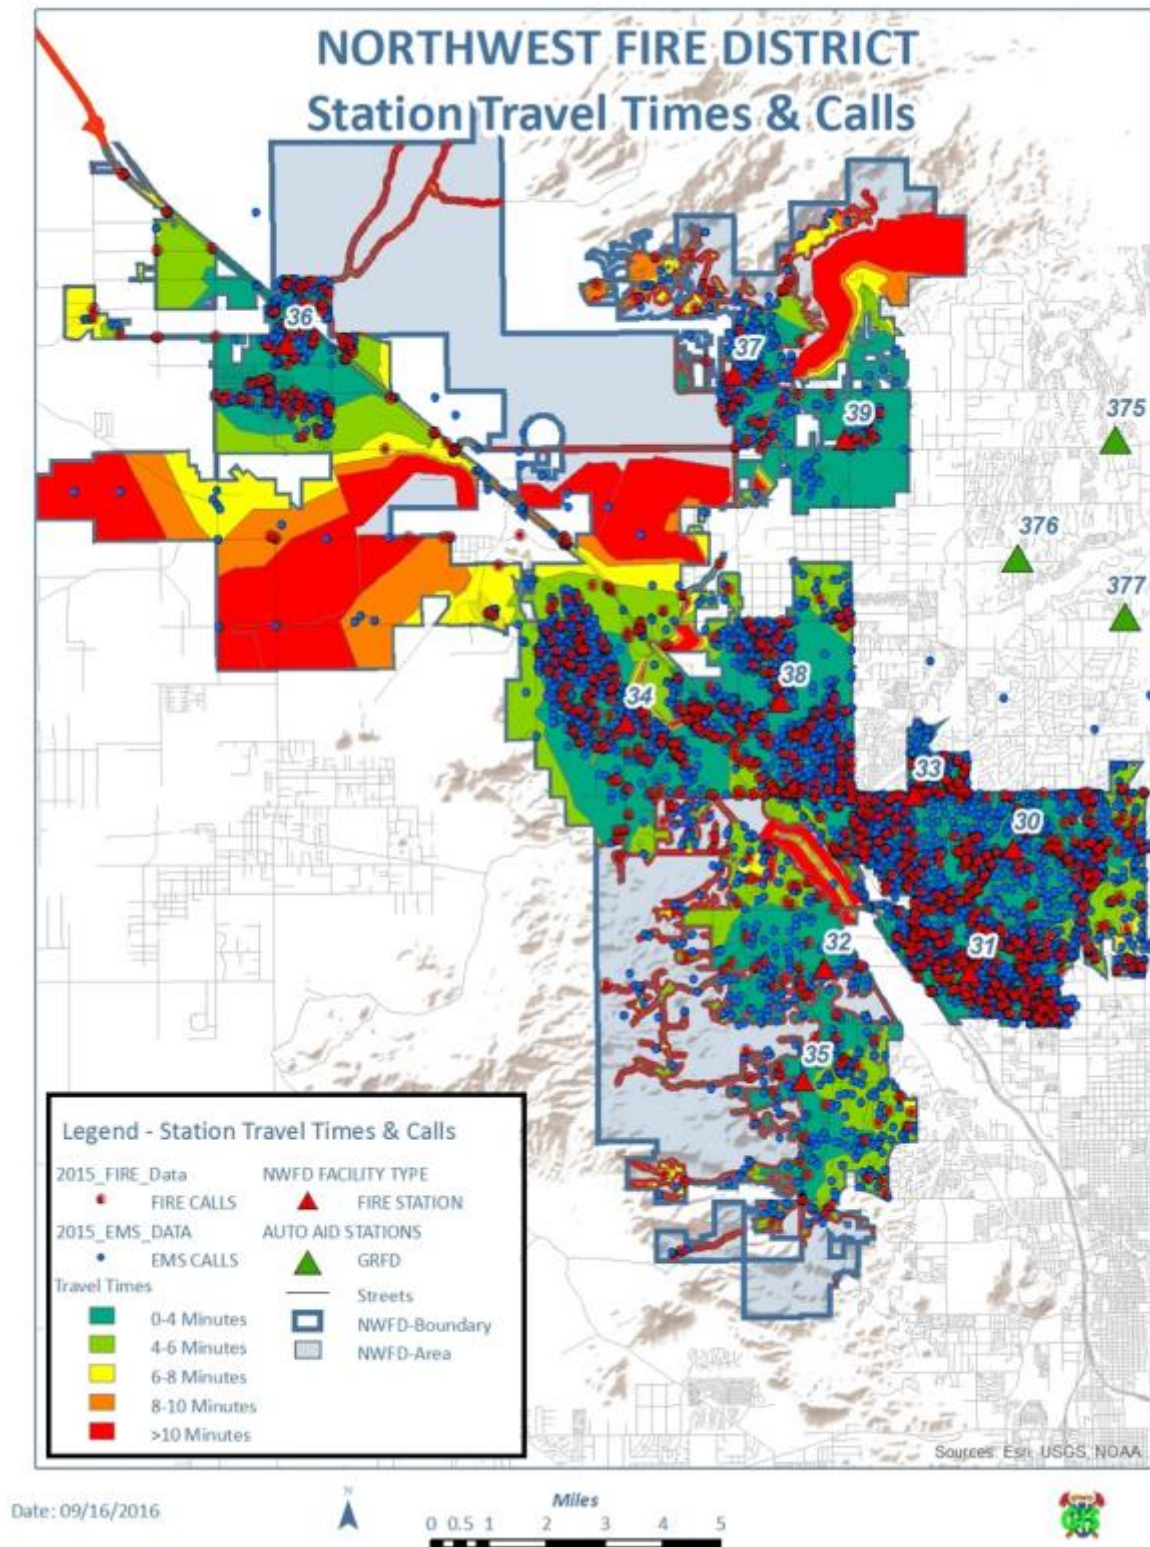 NORTHWEST FIRE DISTRICT
Station Travel Times & Calls
36
37
39
375
376
377
34
38
33
30
32
31
35
Legend - Station Travel Times & Calls
2015_FIRE_Data
FIRE CALLS
2015_EMS_DATA
EMS CALLS
Travel Times
0-4 Minutes
4-6 Minutes
6-8 Minutes
8-10 Minutes
>10 Minutes
NWFD FACILITY TYPE
FIRE STATION
AUTO AID STATIONS
GRFD
Streets
NWFD-Boundary
NWFD-Area
Sources: Esri, USGS, NOAA
Date: 09/16/2016
N
Miles
0 0.5 1 2 3 4 5